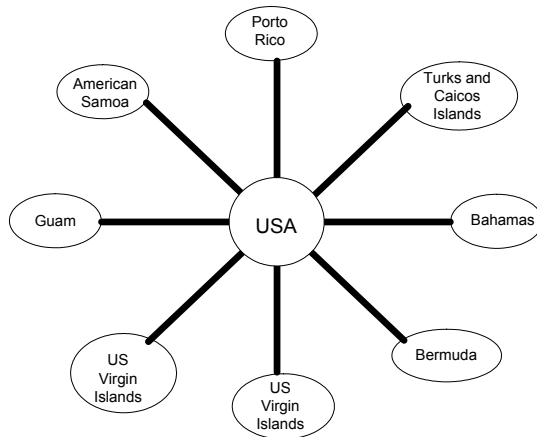 Porto
Rico
American
Samoa
Turks and
Caicos
Islands
Guam
USA
Bahamas
US
Virgin
Islands
US
Virgin
Islands
Bermuda